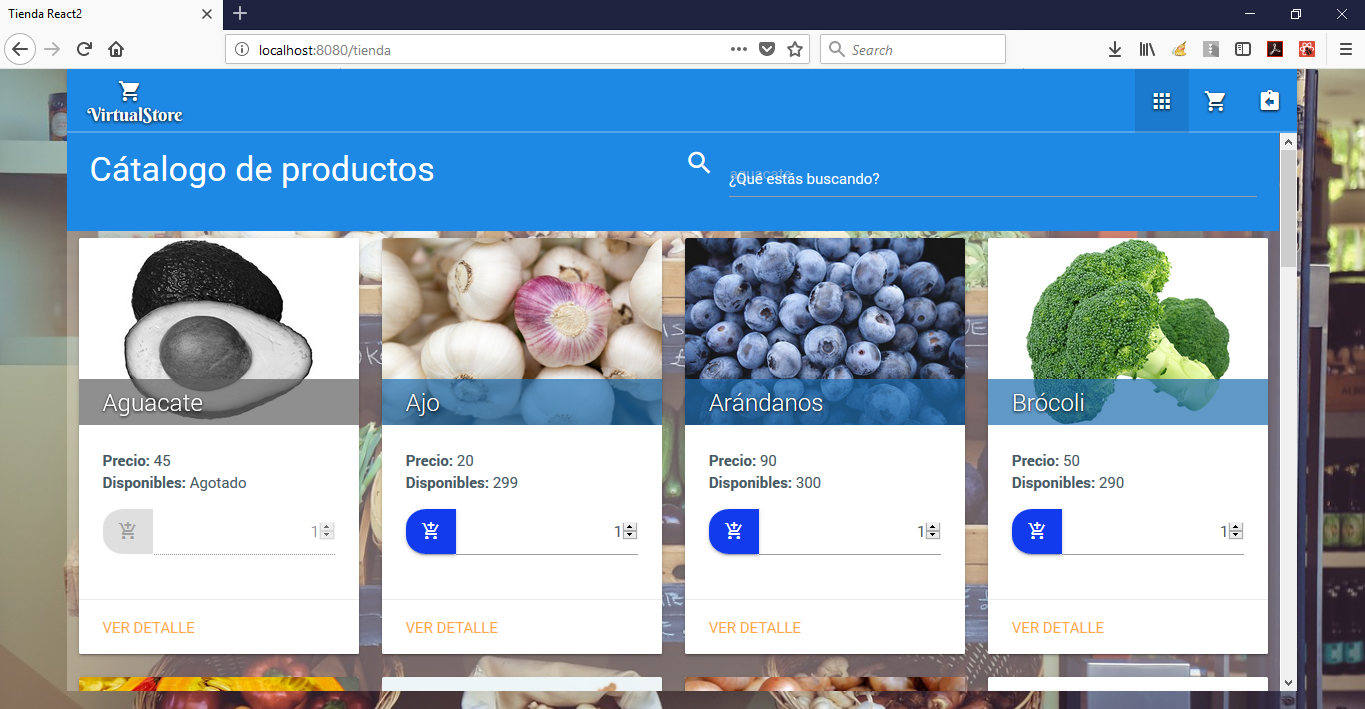 Tienda React2
localhost:8080/tienda
Search
VirtualStore
Cátalogo de productos
aguacate
¿Qué estás buscando?
Aguacate
Precio: 45
Disponibles: Agotado
1
VER DETALLE
Ajo
Precio: 20
Disponibles: 299
1
VER DETALLE
Arándanos
Precio: 90
Disponibles: 300
1
VER DETALLE
Brócoli
Precio: 50
Disponibles: 290
1
VER DETALLE